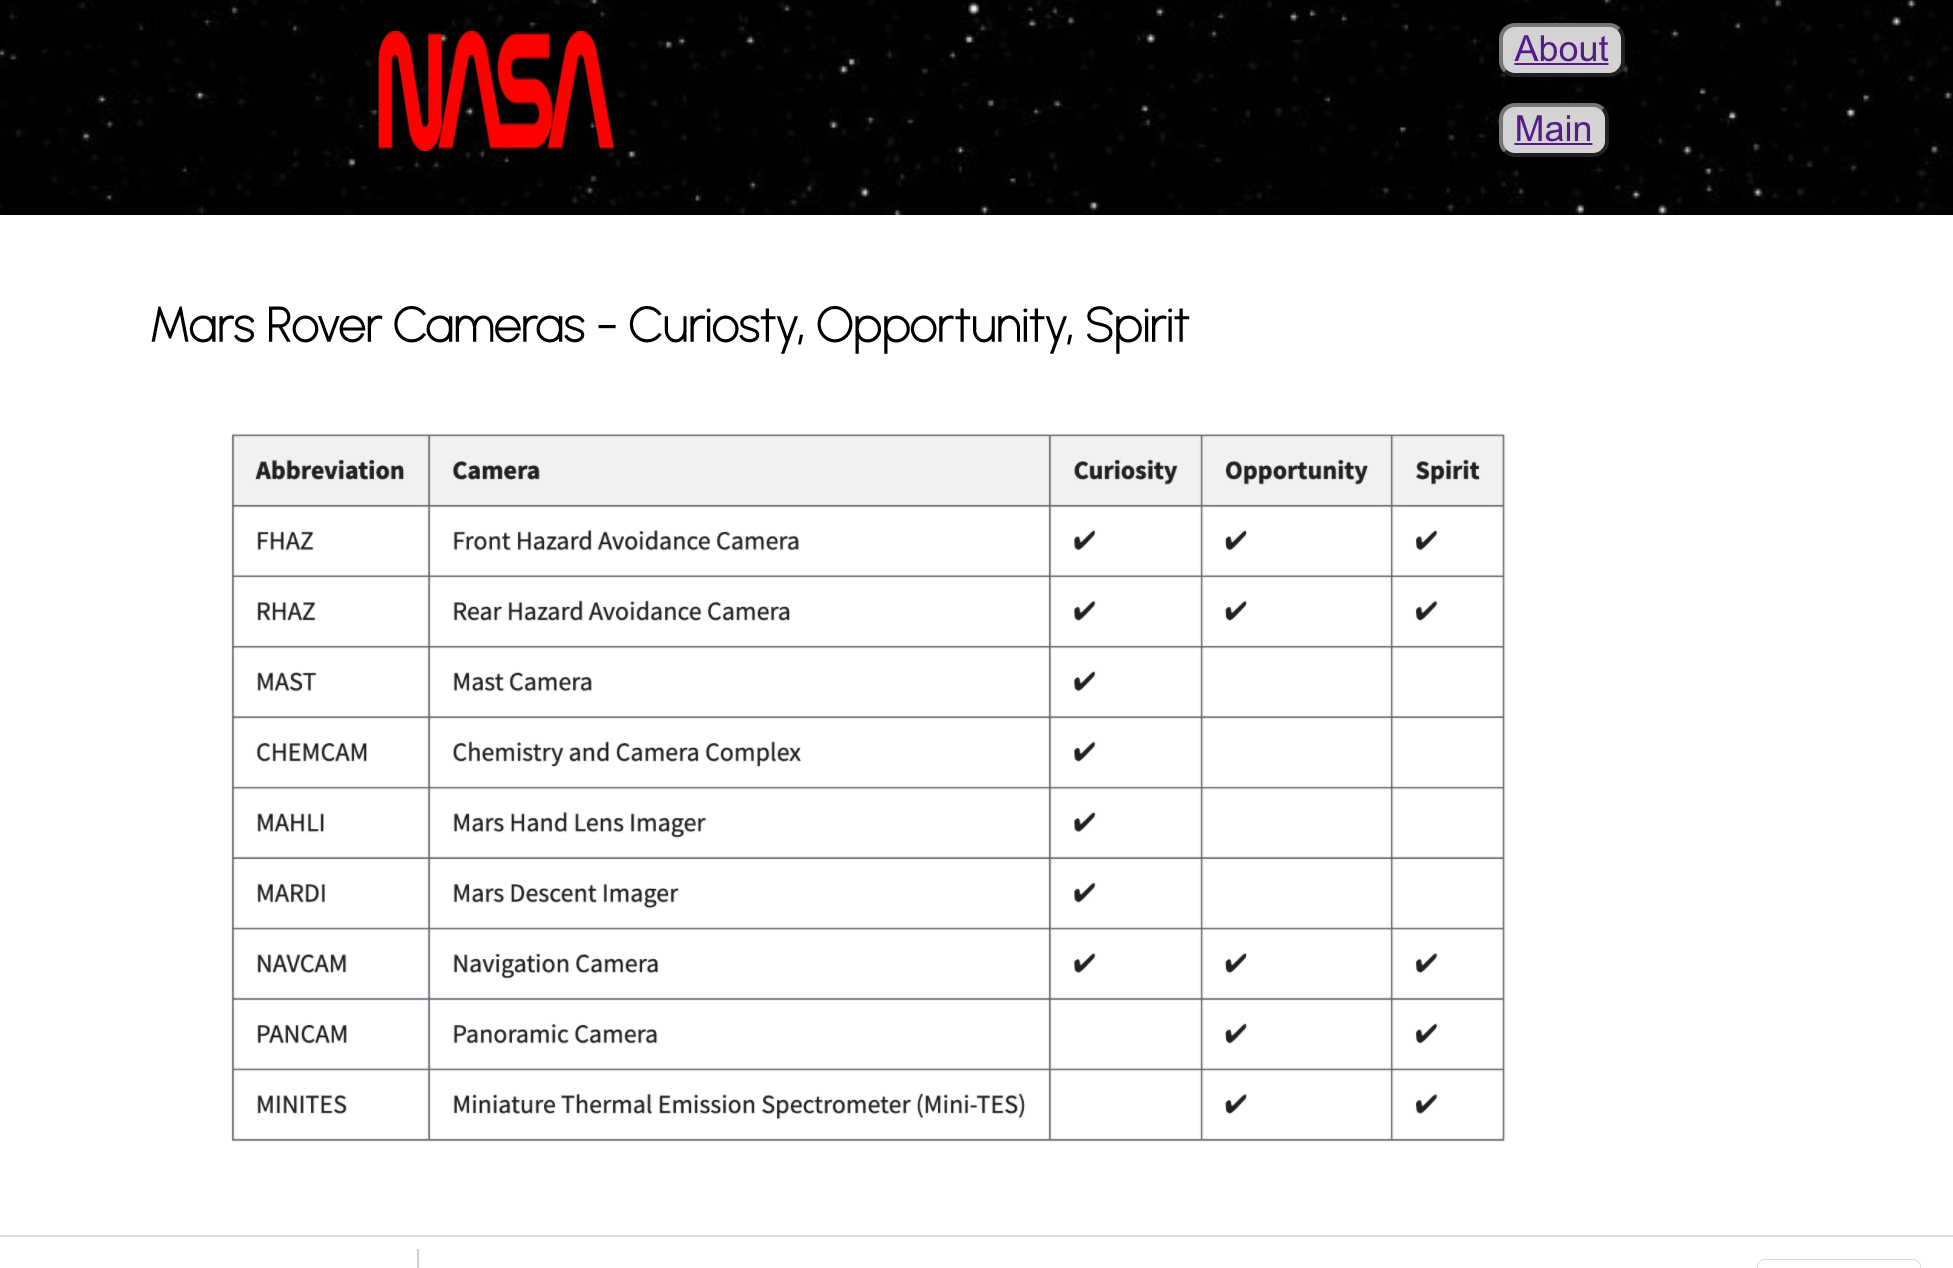 NASA
About
Main
Mars Rover Cameras - Curiosty, Opportunity, Spirit
Abbreviation Camera Curiosity Opportunity Spirit
FHAZ Front Hazard Avoidance Camera ✔ ✔ ✔
RHAZ Rear Hazard Avoidance Camera ✔ ✔ ✔
MAST Mast Camera ✔
CHEMCAM Chemistry and Camera Complex ✔
MAHLI Mars Hand Lens Imager ✔
MARDI Mars Descent Imager ✔
NAVCAM Navigation Camera ✔ ✔ ✔
PANCAM Panoramic Camera ✔ ✔
MINITES Miniature Thermal Emission Spectrometer (Mini-TES) ✔ ✔